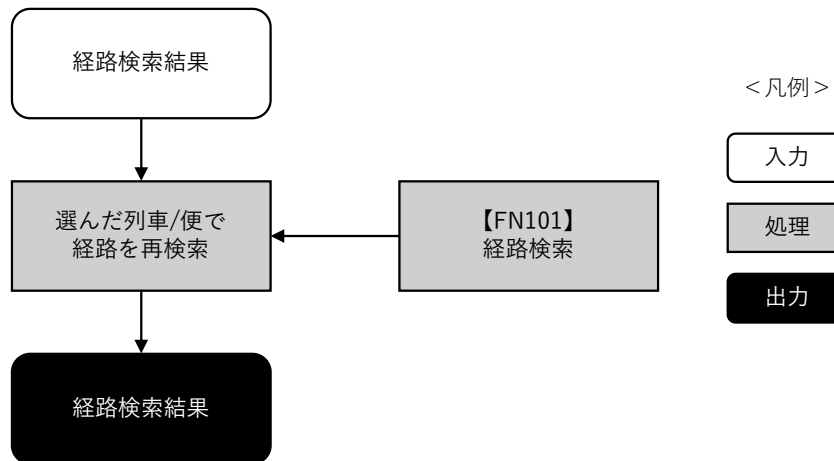 経路検索結果
選んだ列車/便で
経路を再検索
【FN101】
経路検索
経路検索結果
＜凡例＞
入力
処理
出力